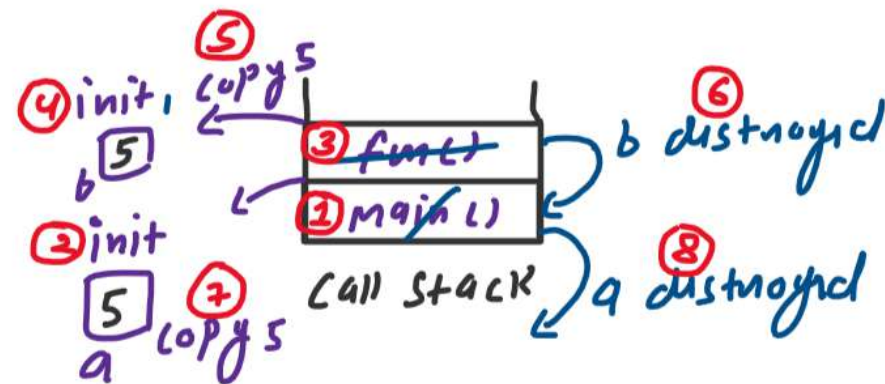 5
4 init, copy 5
6
3 fun()
b distroyed
5
b
1 main()
2 init
8
5
7
call stack
a distroyed
a
copy 5